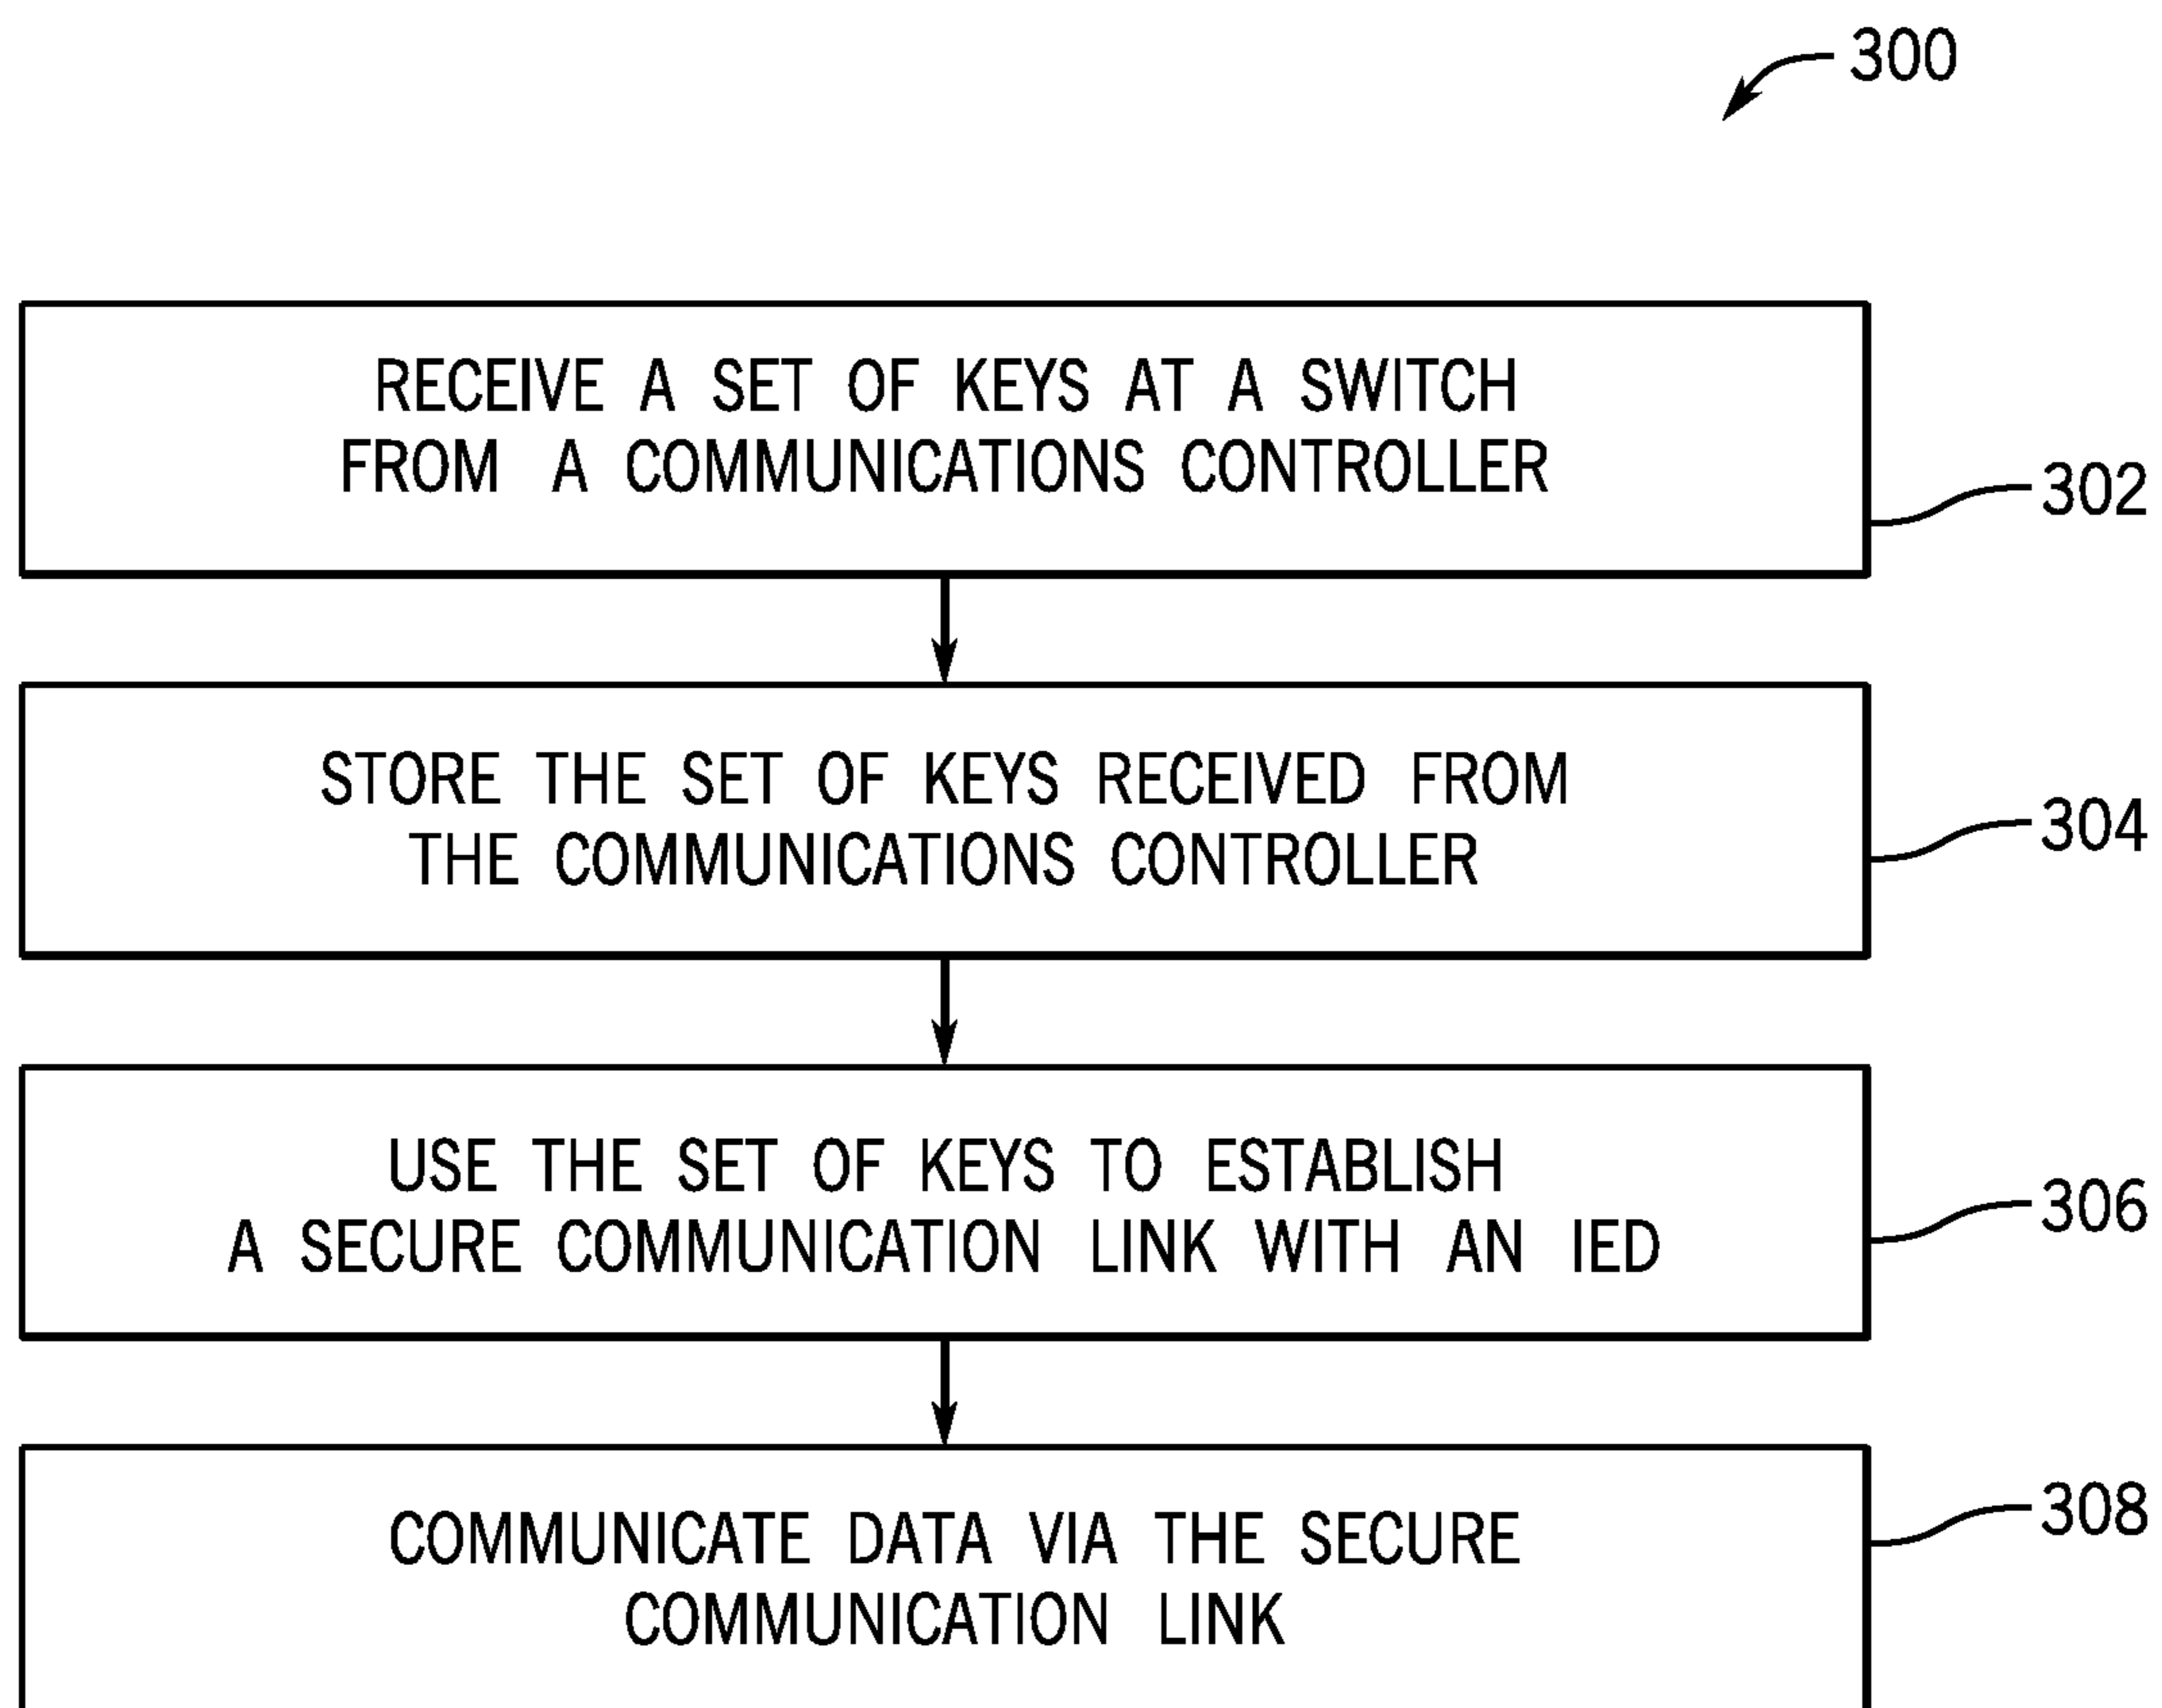 300
RECEIVE A SET OF KEYS AT A SWITCH
FROM A COMMUNICATIONS CONTROLLER
302
STORE THE SET OF KEYS RECEIVED FROM
THE COMMUNICATIONS CONTROLLER
304
USE THE SET OF KEYS TO ESTABLISH
A SECURE COMMUNICATION LINK WITH AN IED
306
COMMUNICATE DATA VIA THE SECURE
COMMUNICATION LINK
308